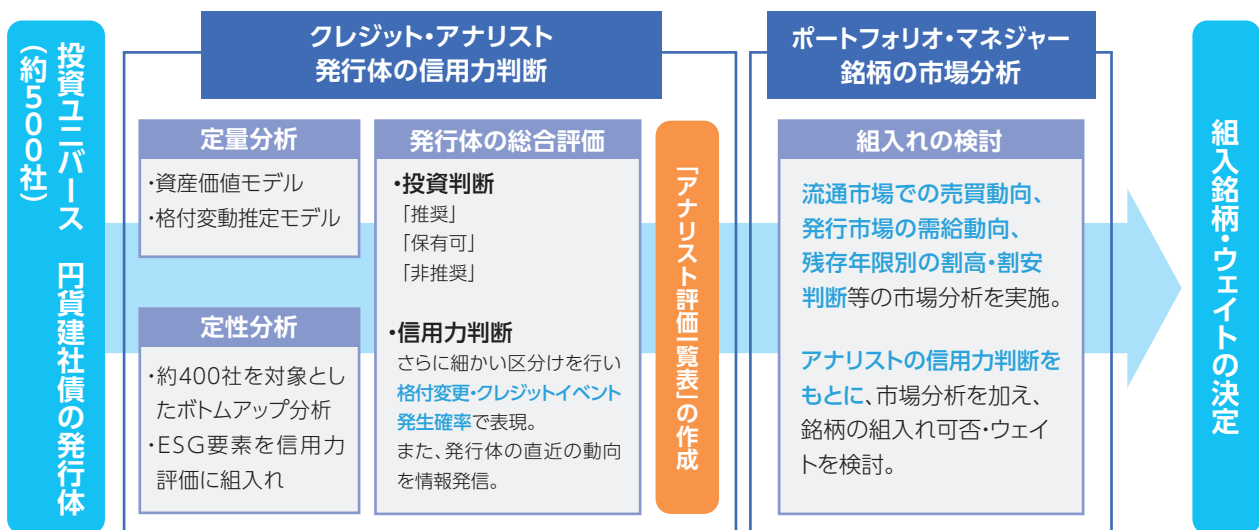 投資ユニバース 円貨建社債の発行体
（約500社）
クレジット・アナリスト
発行体の信用力判断
定量分析
・資産価値モデル
・格付変動推定モデル
定性分析
・約400社を対象とし
たボトムアップ分析
・ESG要素を信用力
評価に組入れ
発行体の総合評価
・投資判断
「推奨」
「保有可」
「非推奨」
・信用力判断
さらに細かい区分けを行い
格付変更・クレジットイベント
発生確率で表現。
また、発行体の直近の動向
を情報発信。
「アナリスト評価一覧表」の作成
ポートフォリオ・マネジャー
銘柄の市場分析
組入れの検討
流通市場での売買動向、
発行市場の需給動向、
残存年限別の割高・割安
判断等の市場分析を実施。
アナリストの信用力判断を
もとに、市場分析を加え、
銘柄の組入れ可否・ウェイ
トを検討。
組入銘柄・ウェイトの決定